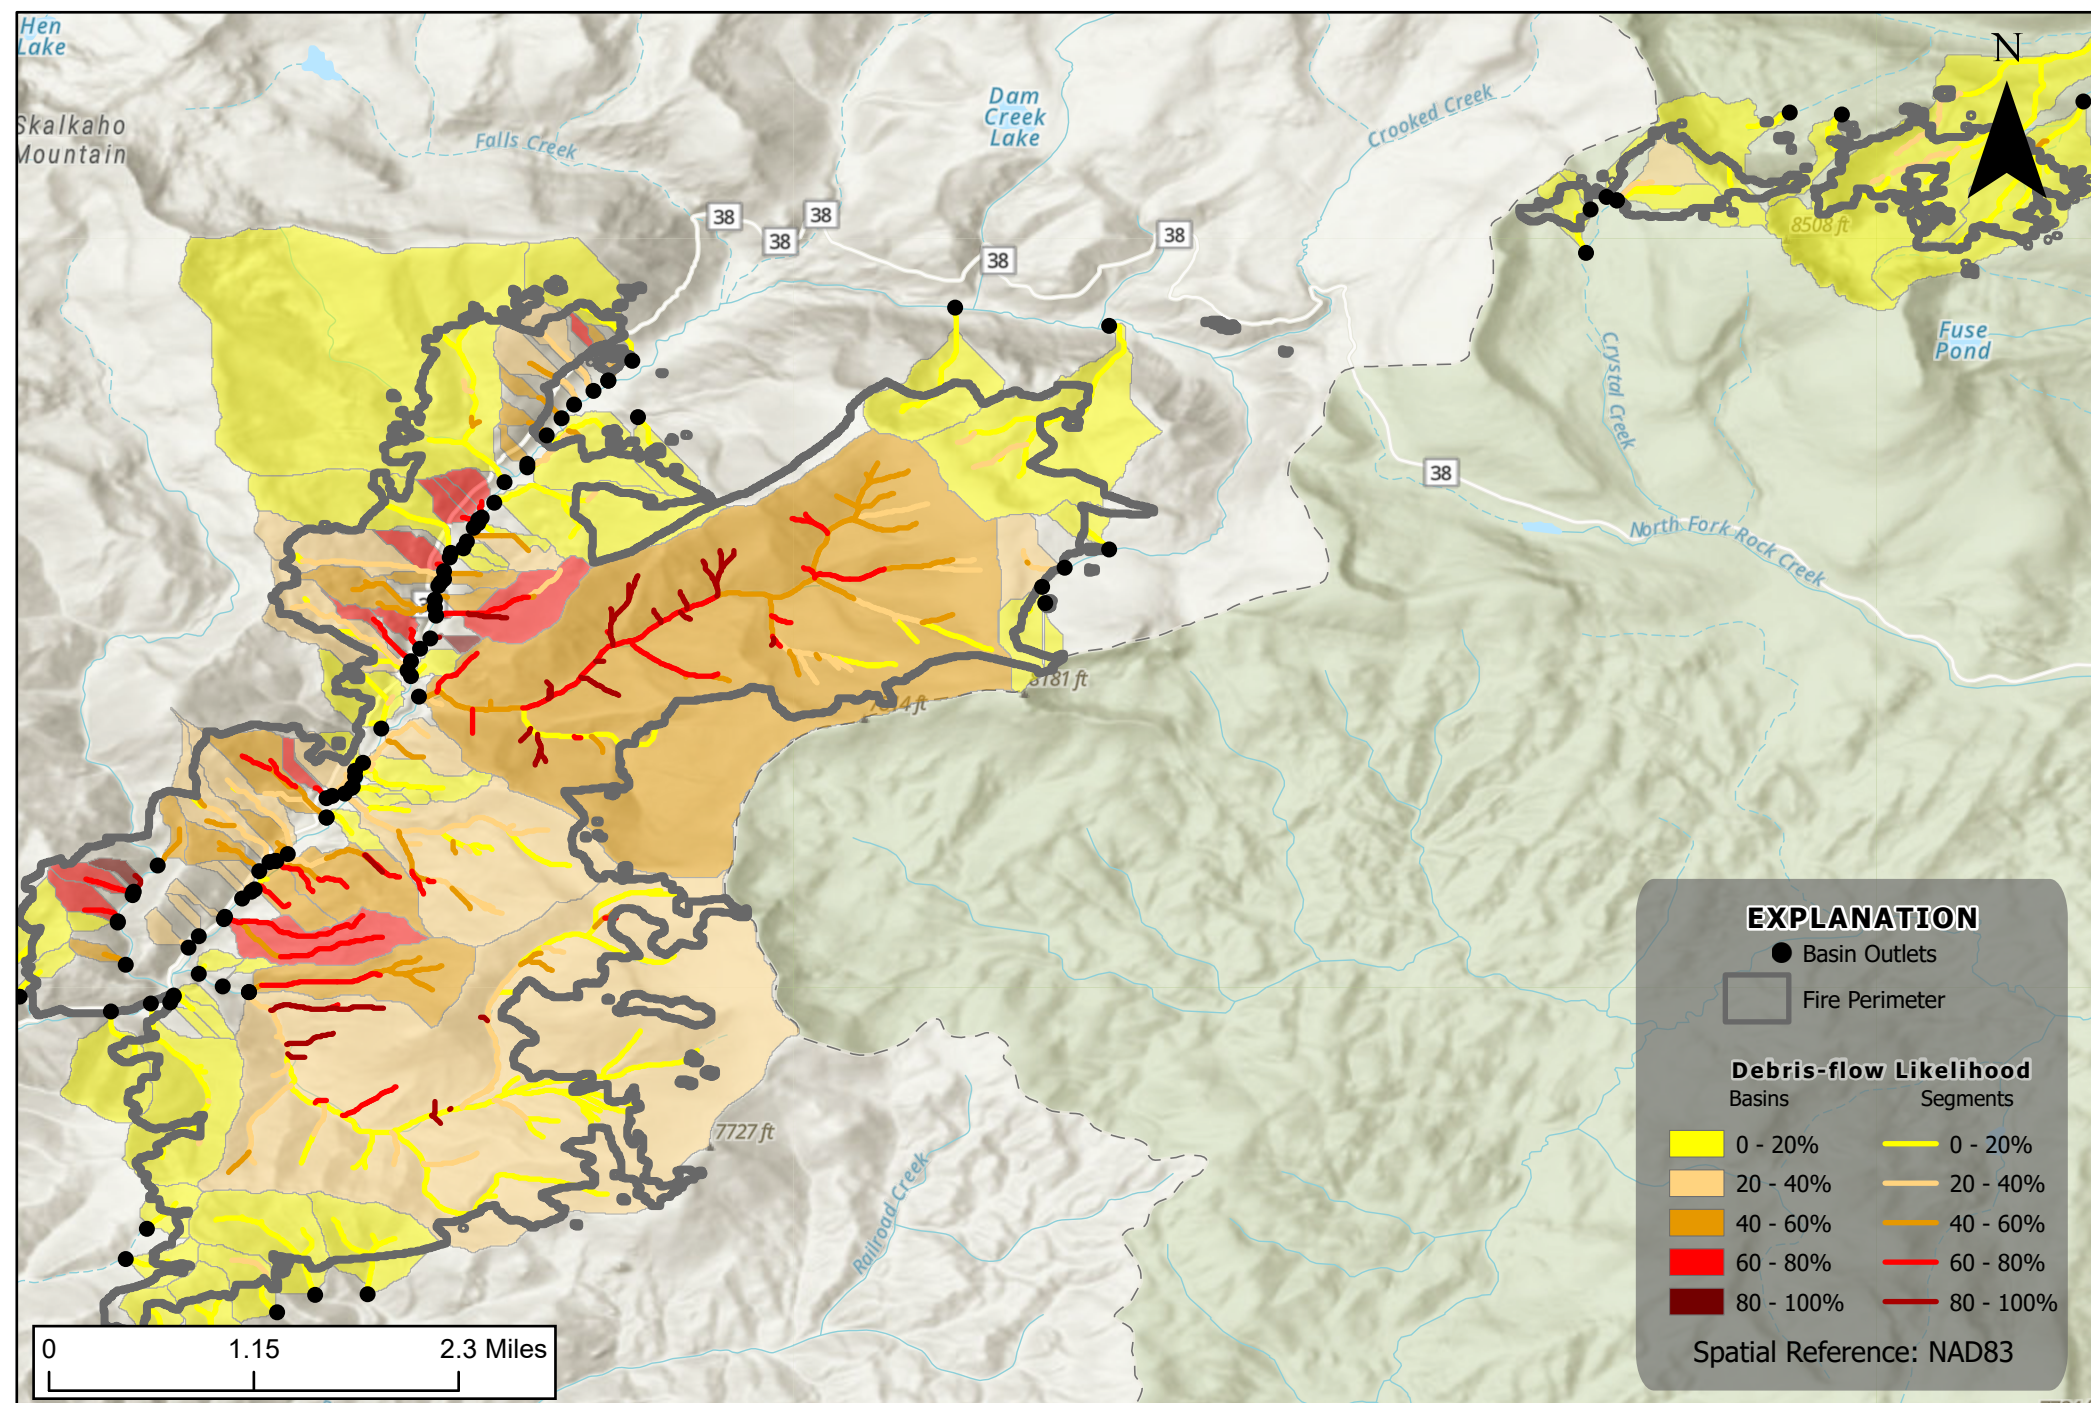 Hen
Lake
Skalkaho
Mountain
Falls Creek
Dam
Creek
Lake
Crooked Creek
N
38
38
38
38
38
8508 ft
Fuse
Pond
Crystal Creek
38
North Fork Rock Creek
8181 ft
7727 ft
Railroad Creek
EXPLANATION
Basin Outlets
Fire Perimeter
Debris-flow Likelihood
Basins Segments
0 - 20% 0 - 20%
20 - 40% 20 - 40%
40 - 60% 40 - 60%
60 - 80% 60 - 80%
80 - 100% 80 - 100%
Spatial Reference: NAD83
0 1.15 2.3 Miles